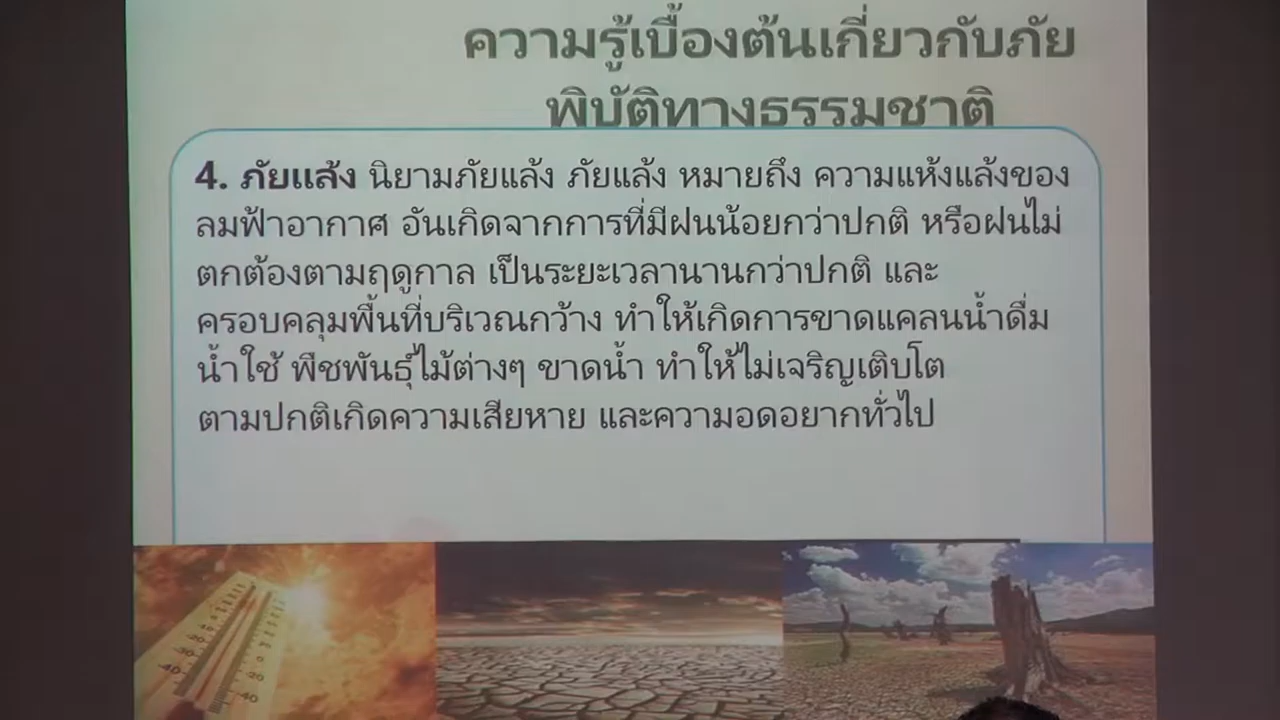 ความรู้เบื้องต้นเกี่ยวกับภัย
พิบัติทางธรรมชาติ
4. ภัยแล้ง นิยามภัยแล้ง ภัยแล้ง หมายถึง ความแห้งแล้งของ
ลมฟ้าอากาศ อันเกิดจากการที่มีฝนน้อยกว่าปกติ หรือฝนไม่
ตกต้องตามฤดูกาล เป็นระยะเวลานานกว่าปกติ และ
ครอบคลุมพื้นที่บริเวณกว้าง ทำให้เกิดการขาดแคลนน้ำดื่ม
น้ำใช้ พืชพันธุ์ไม้ต่างๆ ขาดน้ำ ทำให้ไม่เจริญเติบโต
ตามปกติเกิดความเสียหาย และความอดอยากทั่วไป